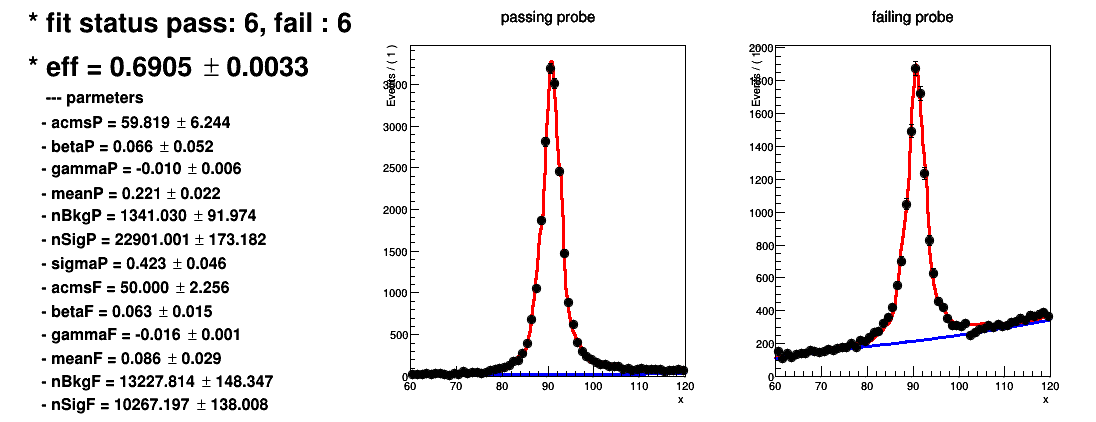 * fit status pass: 6, fail : 6
* eff = 0.6905 ± 0.0033
--- parmeters
- acmsP = 59.819 ± 6.244
- betaP = 0.066 ± 0.052
- gammaP = -0.010 ± 0.006
- meanP = 0.221 ± 0.022
- nBkgP = 1341.030 ± 91.974
- nSigP = 22901.001 ± 173.182
- sigmaP = 0.423 ± 0.046
- acmsF = 50.000 ± 2.256
- betaF = 0.063 ± 0.015
- gammaF = -0.016 ± 0.001
- meanF = 0.086 ± 0.029
- nBkgF = 13227.814 ± 148.347
- nSigF = 10267.197 ± 138.008
passing probe
Events / ( 1 )
3500
3000
2500
2000
1500
1000
500
0
60 70 80 90 100 110 120
x
failing probe
Events / ( 1 )
2000
1800
1600
1400
1200
1000
800
600
400
200
0
60 70 80 90 100 110 120
x